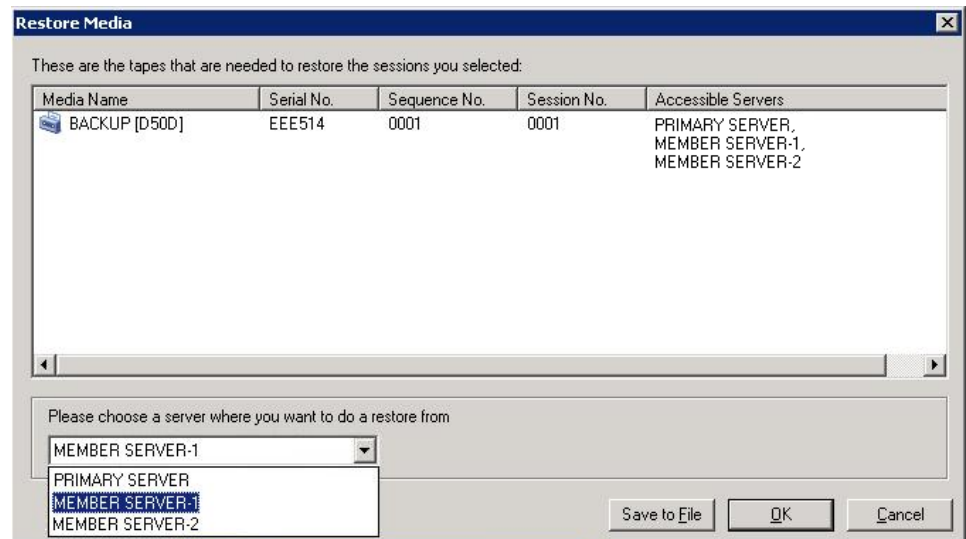 Restore Media
These are the tapes that are needed to restore the sessions you selected:
Media Name Serial No. Sequence No. Session No. Accessible Servers
BACKUP [D50D] EEE514 0001 0001 PRIMARY SERVER,
MEMBER SERVER-1,
MEMBER SERVER-2
Please choose a server where you want to do a restore from
MEMBER SERVER-1
PRIMARY SERVER
MEMBER SERVER-1
MEMBER SERVER-2
Save to File OK Cancel